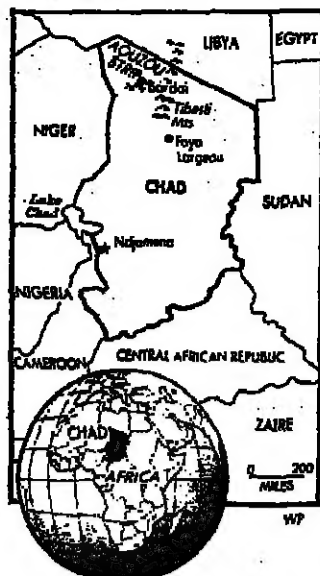 LIBYA
EGYPT
AOUZOU
STRIP
Bardai
Tibesti
Mts.
NIGER
Faya
Largeau
CHAD
SUDAN
Lake
Chad
Ndjamena
NIGERIA
CAMEROON
CENTRAL AFRICAN REPUBLIC
ZAIRE
CHAD
AFRICA
0 200
MILES
WP